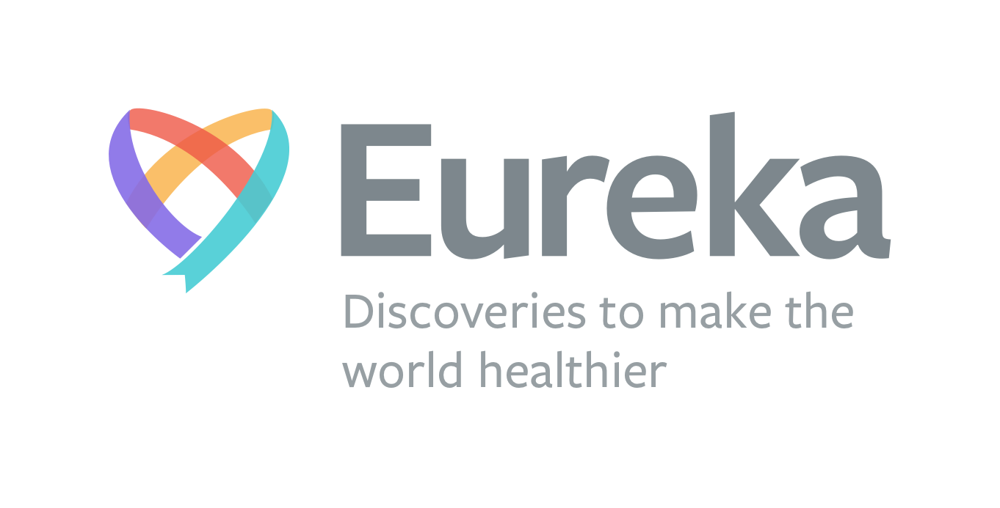 Eureka
Discoveries to make the
world healthier